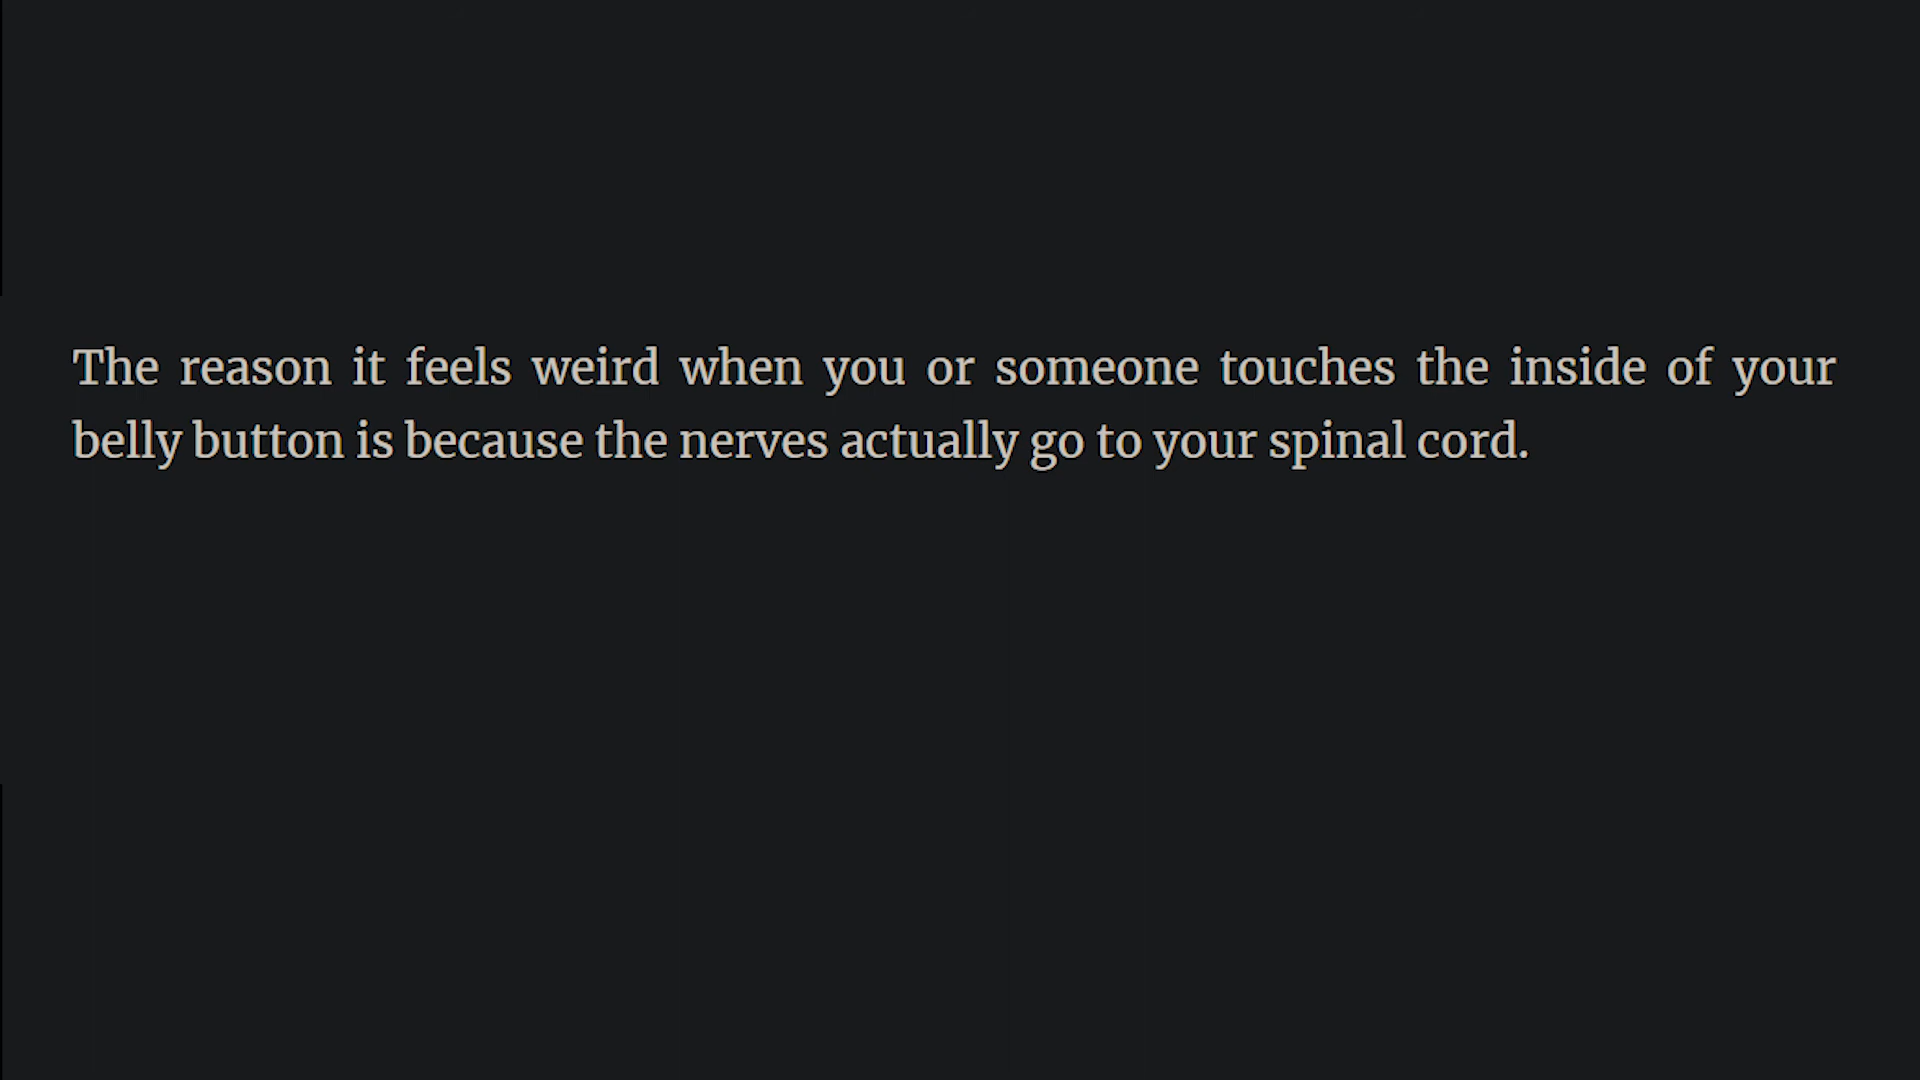 The reason it feels weird when you or someone touches the inside of your
belly button is because the nerves actually go to your spinal cord.